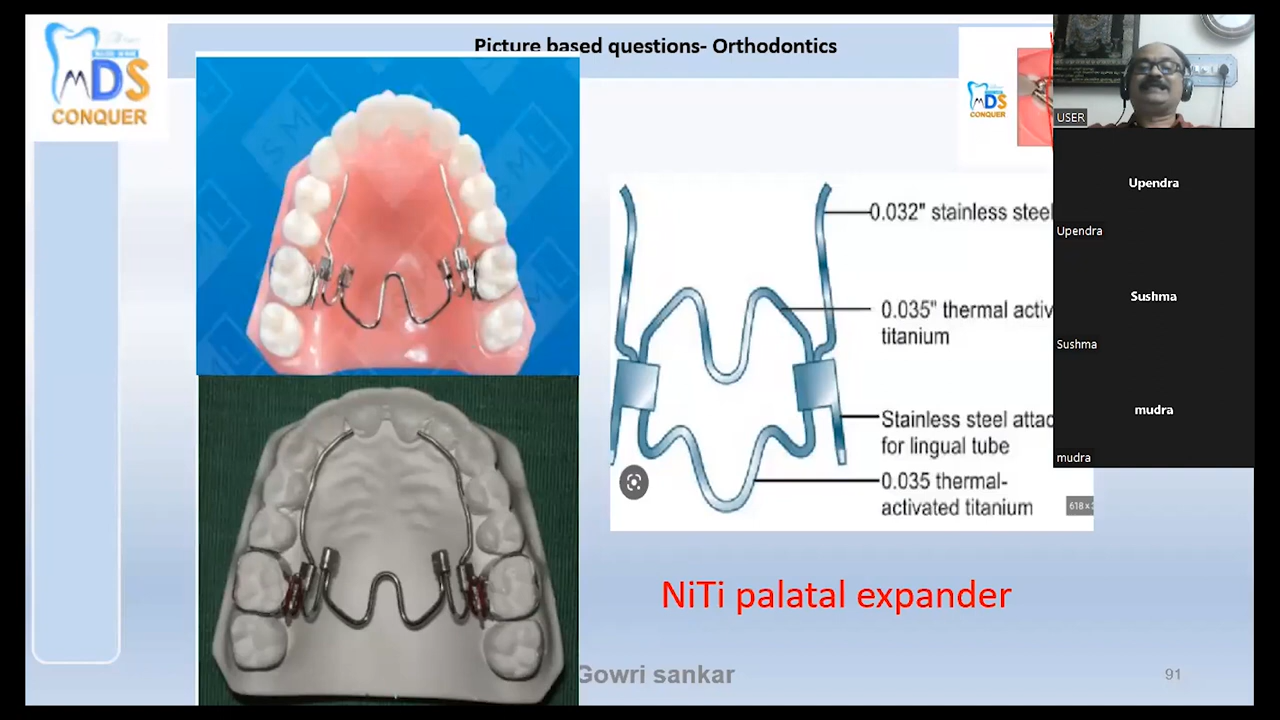 Picture based questions- Orthodontics
MDS
CONQUER
MDS
CONQUER
0.032" stainless steel
0.035" thermal activ
titanium
Stainless steel attac
for lingual tube
0.035 thermal-
activated titanium
618 x
NiTi palatal expander
Gowri sankar
91
USER
Upendra
Upendra
Sushma
Sushma
mudra
mudra